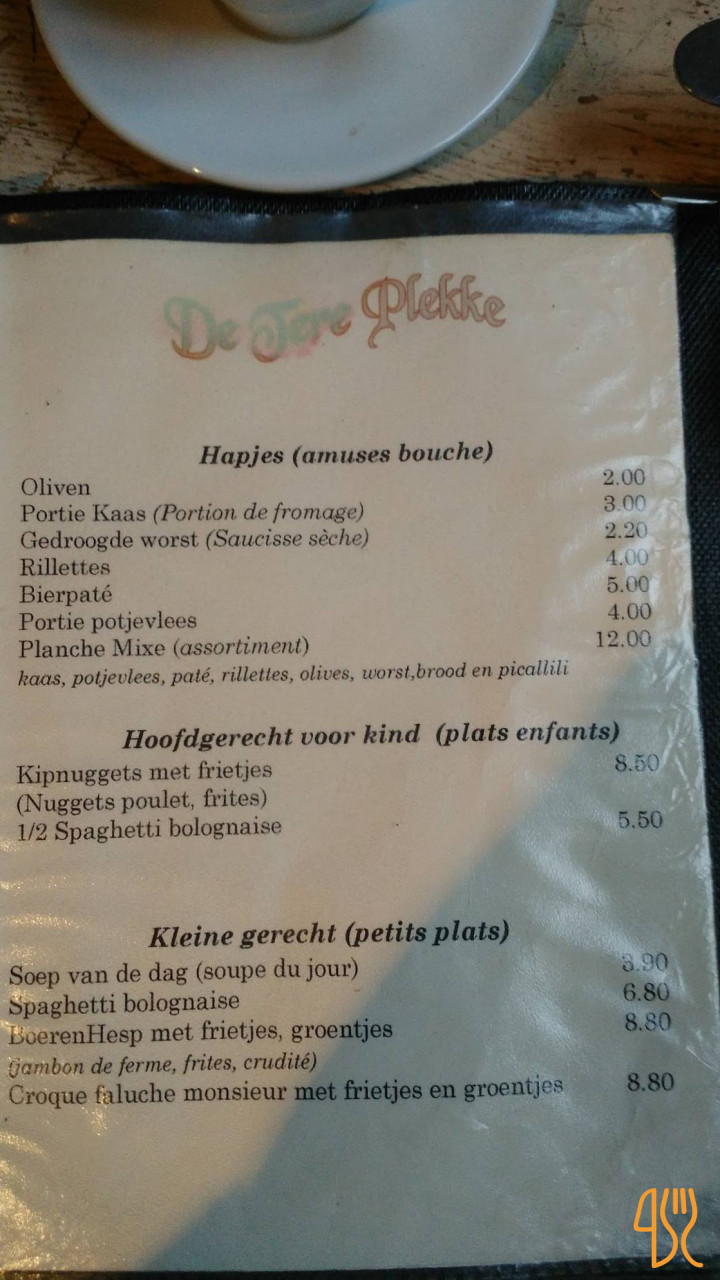 De Tere Plekke
Hapjes (amuses bouche)
Oliven 2.00
Portie Kaas (Portion de fromage) 3.00
Gedroogde worst (Saucisse sèche) 2.20
Rillettes 4.00
Bierpaté 5.00
Portie potjevlees 4.00
Planche Mixe (assortiment) 12.00
kaas, potjevlees, paté, rillettes, olives, worst,brood en picallili
Hoofdgerecht voor kind (plats enfants)
Kipnuggets met frietjes 8.50
(Nuggets poulet, frites)
1/2 Spaghetti bolognaise 5.50
Kleine gerecht (petits plats)
Soep van de dag (soupe du jour) 3.90
Spaghetti bolognaise 6.80
BoerenHesp met frietjes, groentjes 8.80
(jambon de ferme, frites, crudité)
Croque faluche monsieur met frietjes en groentjes 8.80